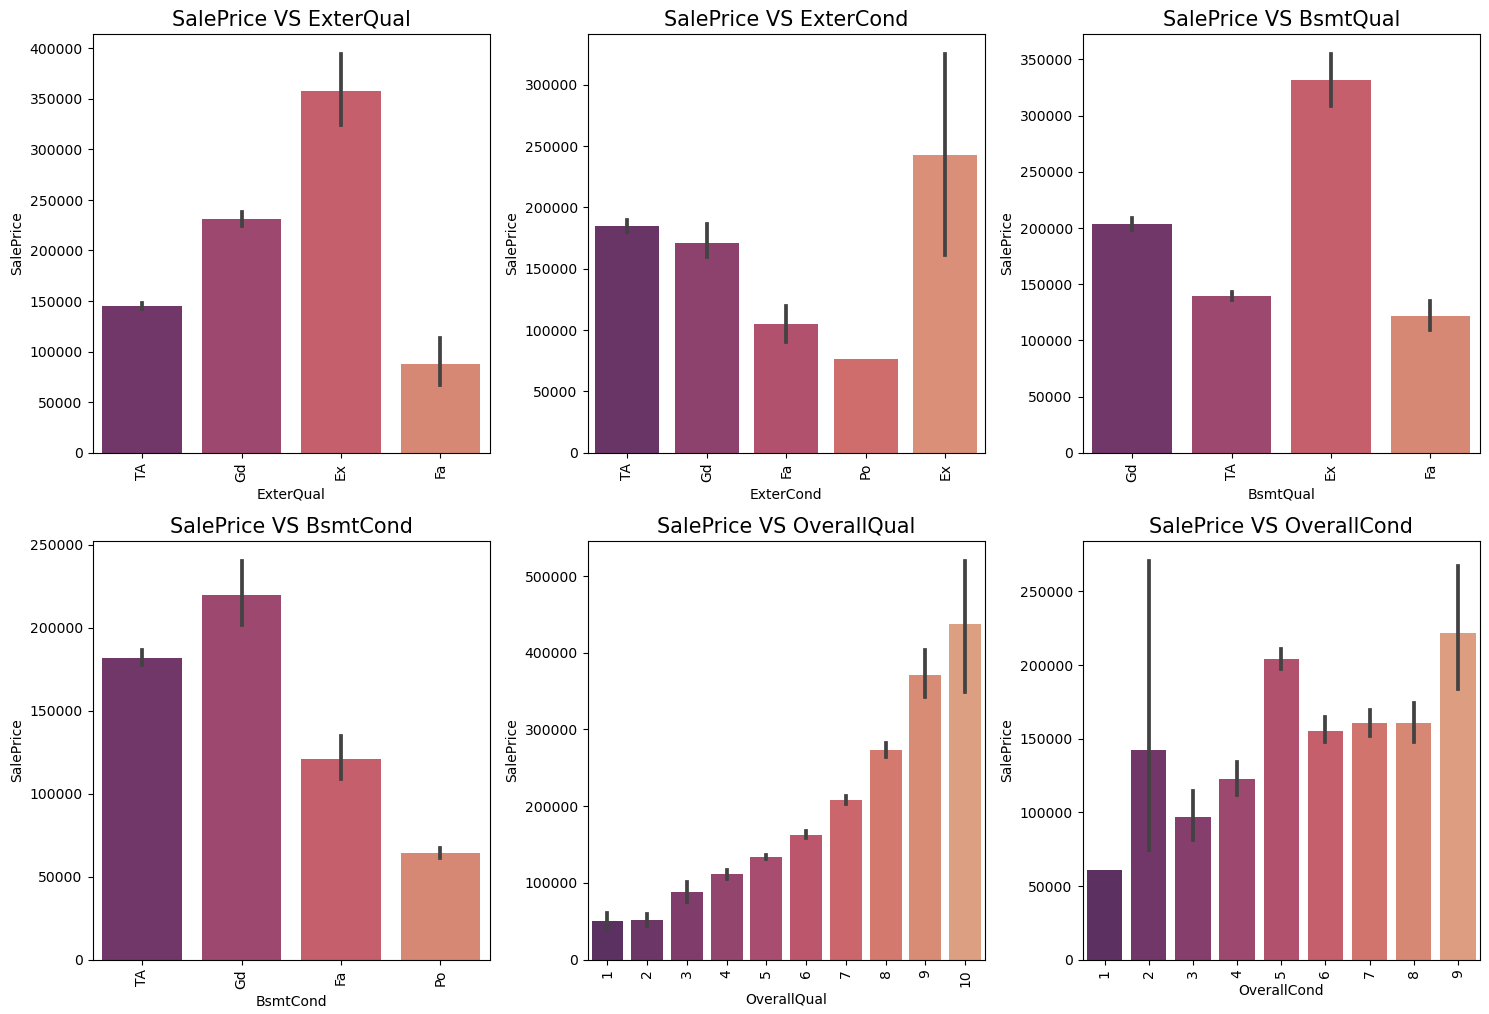 SalePrice VS ExterQual
400000
350000
300000
250000
200000
150000
100000
50000
0
SalePrice
TA Gd Ex Fa
ExterQual
SalePrice VS ExterCond
300000
250000
200000
150000
100000
50000
0
SalePrice
TA Gd Fa Po Ex
ExterCond
SalePrice VS BsmtQual
350000
300000
250000
200000
150000
100000
50000
0
SalePrice
Gd TA Ex Fa
BsmtQual
SalePrice VS BsmtCond
250000
200000
150000
100000
50000
0
SalePrice
TA Gd Fa Po
BsmtCond
SalePrice VS OverallQual
500000
400000
300000
200000
100000
0
SalePrice
1 2 3 4 5 6 7 8 9 10
OverallQual
SalePrice VS OverallCond
250000
200000
150000
100000
50000
0
SalePrice
1 2 3 4 5 6 7 8 9
OverallCond